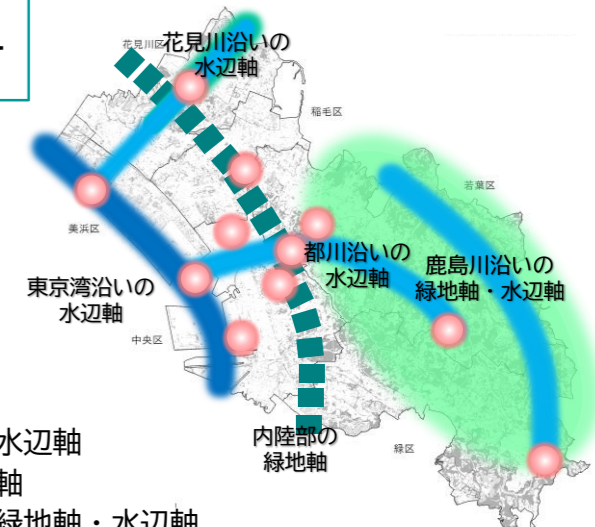 花見川区
花見川沿いの
水辺軸
稲毛区
若葉区
美浜区
都川沿いの
水辺軸
鹿島川沿いの
緑地軸・水辺軸
東京湾沿いの
水辺軸
中央区
内陸部の
緑地軸
緑区
水辺軸
軸
緑地軸・水辺軸